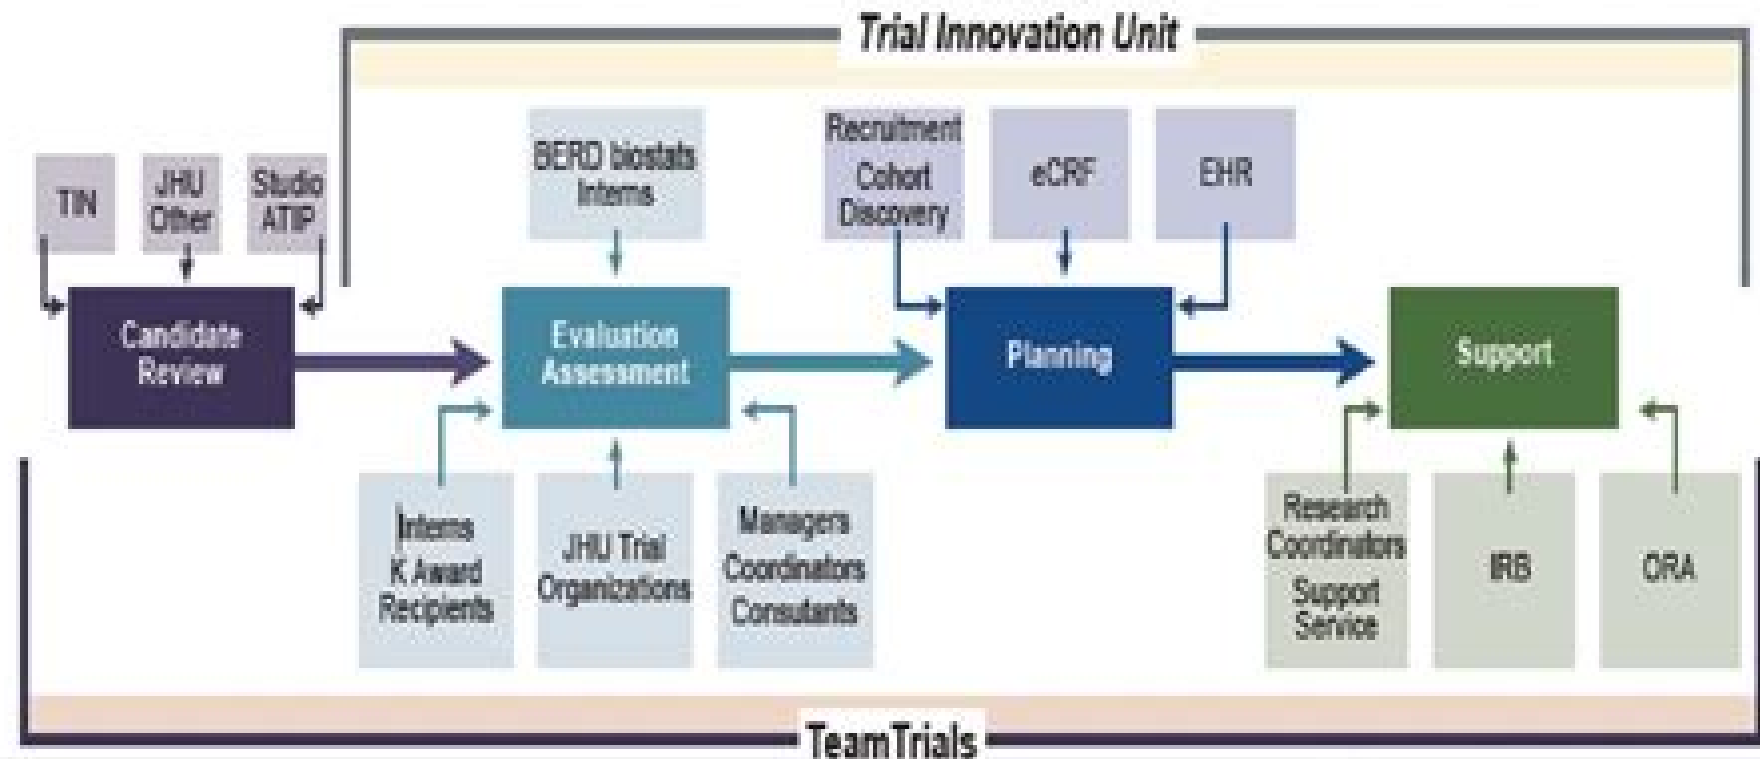 Trial Innovation Unit
TIN
JHU
Other
Studio
ATIP
BERD biostats
Interns
Recruitment
Cohort
Discovery
eCRF
EHR
Candidate
Review
Evaluation
Assessment
Planning
Support
Interns
K Award
Recipients
JHU Trial
Organizations
Managers
Coordinators
Consutants
Research
Coordinators
Support
Service
IRB
ORA
TeamTrials